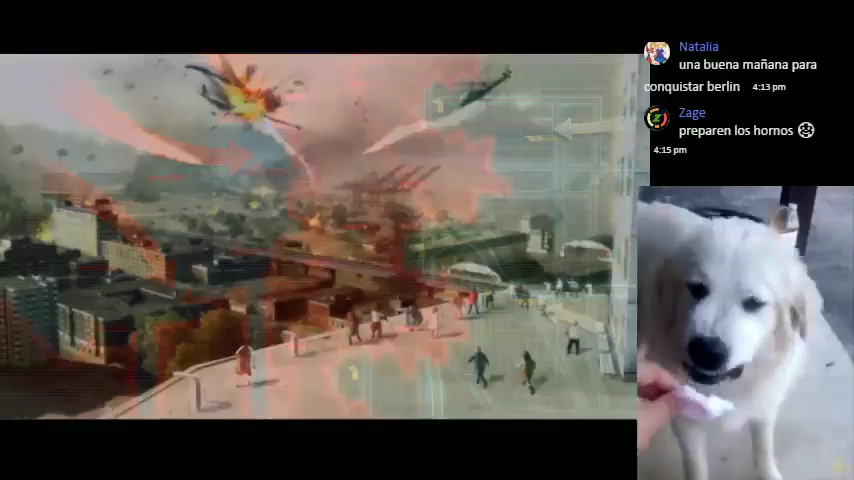 Natalia
una buena mañana para
conquistar berlin 4:13 pm
Zage
preparen los hornos
4:15 pm